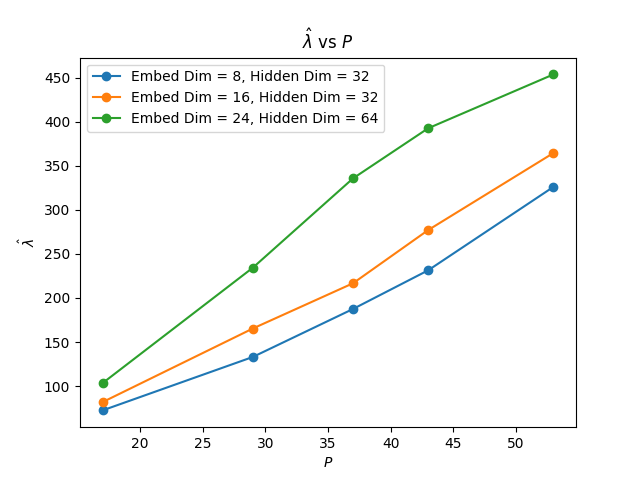 λ̂ vs P
Embed Dim = 8, Hidden Dim = 32
Embed Dim = 16, Hidden Dim = 32
Embed Dim = 24, Hidden Dim = 64
λ̂
450
400
350
300
250
200
150
100
20 25 30 35 40 45 50
P